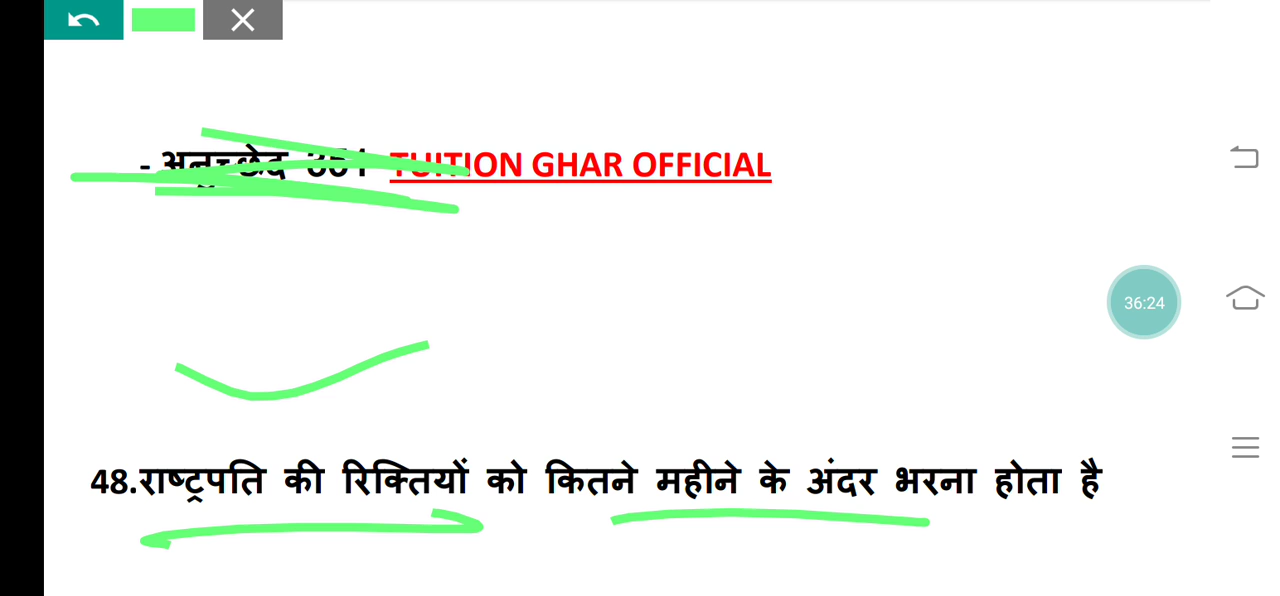 - अनुच्छेद TUITION GHAR OFFICIAL
36:24
48.राष्ट्रपति की रिक्तियों को कितने महीने के अंदर भरना होता है